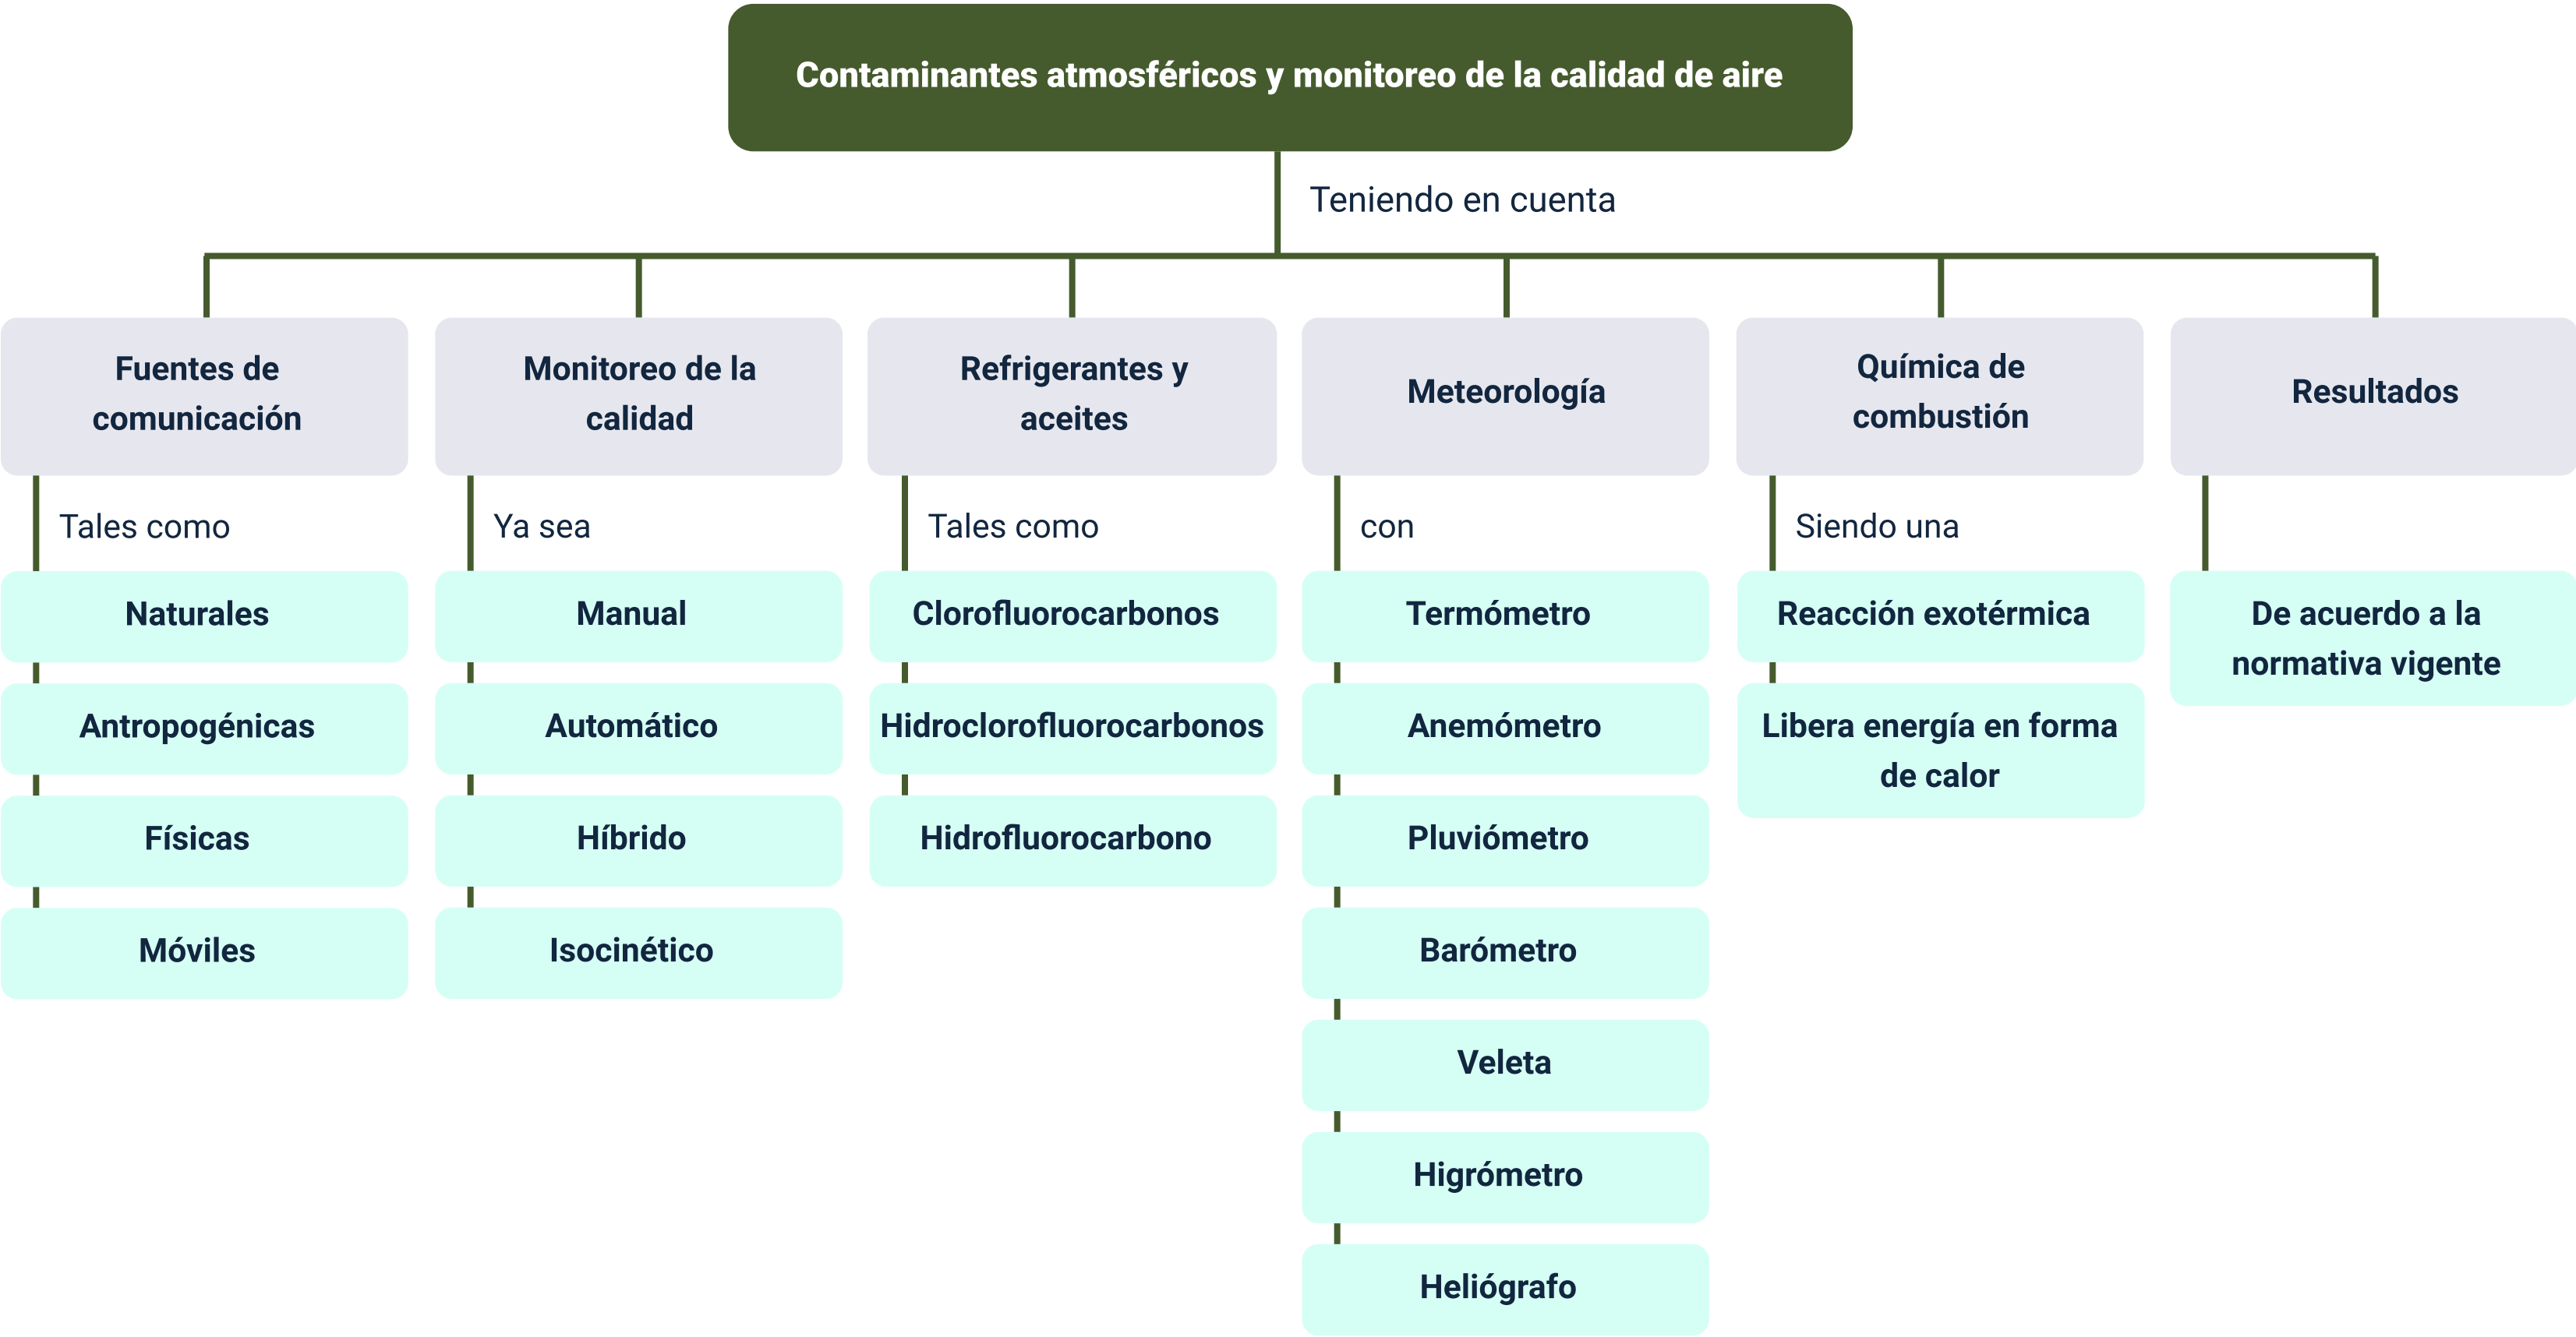 Contaminantes atmosféricos y monitoreo de la calidad de aire
Teniendo en cuenta
Fuentes de
comunicación
Tales como
Naturales
Antropogénicas
Físicas
Móviles
Monitoreo de la
calidad
Ya sea
Manual
Automático
Híbrido
Isocinético
Refrigerantes y
aceites
Tales como
Clorofluorocarbonos
Hidroclorofluorocarbonos
Hidrofluorocarbono
Meteorología
con
Termómetro
Anemómetro
Pluviómetro
Barómetro
Veleta
Higrómetro
Heliógrafo
Química de
combustión
Siendo una
Reacción exotérmica
Libera energía en forma
de calor
Resultados
De acuerdo a la
normativa vigente